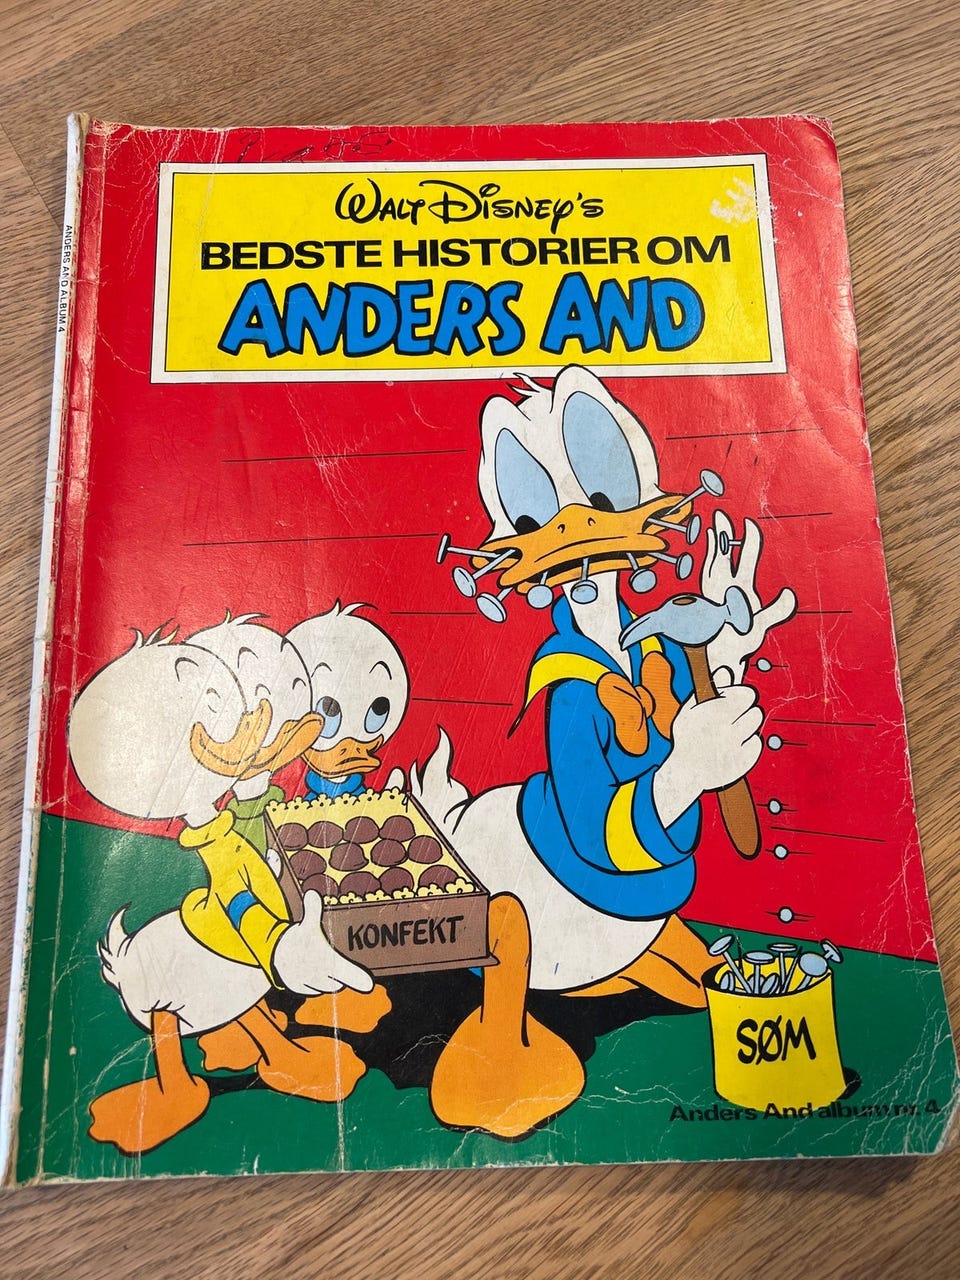 WALT DISNEY'S
BEDSTE HISTORIER OM
ANDERS AND
ANDERS AND ALBUM 4
KONFEKT
SØM
Anders And album nr. 4